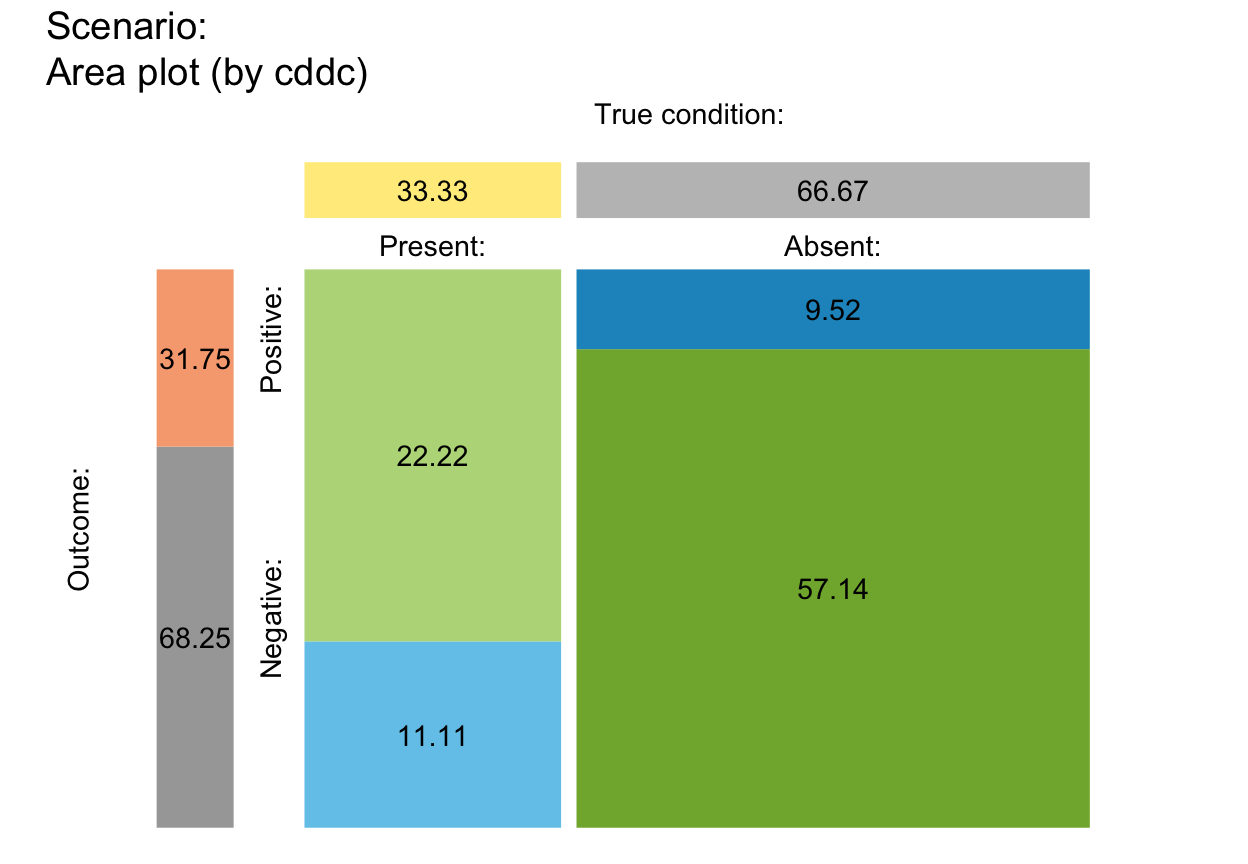 Scenario:
Area plot (by cddc)
True condition:
33.33
66.67
Present:
Absent:
Outcome:
31.75
68.25
Positive:
Negative:
22.22
9.52
11.11
57.14